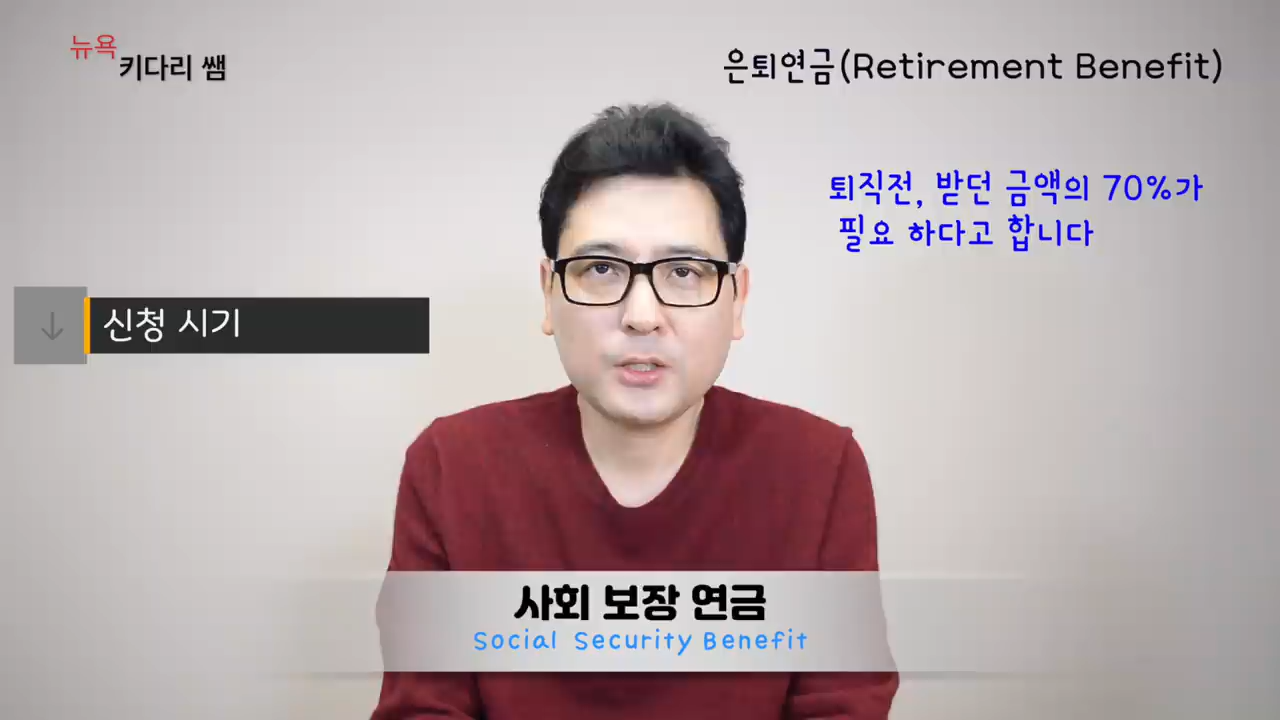 뉴욕
키다리 쌤
은퇴연금(Retirement Benefit)
퇴직전, 받던 금액의 70%가
필요 하다고 합니다
신청 시기
사회 보장 연금
Social Security Benefit